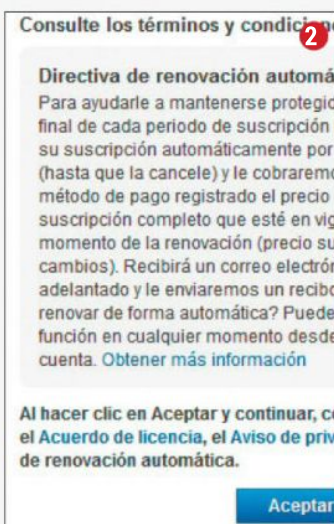 Consulte los términos y condicion
2
Directiva de renovación automá
Para ayudarle a mantenerse protegid
final de cada periodo de suscripción
su suscripción automáticamente por
(hasta que la cancele) y le cobraremo
método de pago registrado el precio
suscripción completo que esté en vig
momento de la renovación (precio su
cambios). Recibirá un correo electrón
adelantado y le enviaremos un recibo
renovar de forma automática? Puede
función en cualquier momento desde
cuenta. Obtener más información
Al hacer clic en Aceptar y continuar, c
el Acuerdo de licencia, el Aviso de priv
de renovación automática.
Aceptar